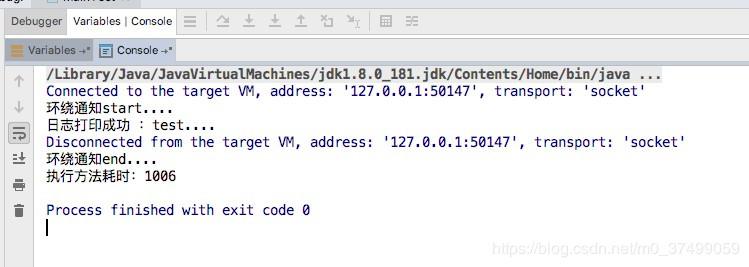 Debugger Variables | Console
Variables Console
/Library/Java/JavaVirtualMachines/jdk1.8.0_181.jdk/Contents/Home/bin/java ...
Connected to the target VM, address: '127.0.0.1:50147', transport: 'socket'
环绕通知start....
日志打印成功 : test....
Disconnected from the target VM, address: '127.0.0.1:50147', transport: 'socket'
环绕通知end....
执行方法耗时: 1006
Process finished with exit code 0
https://blog.csdn.net/m0_37499059